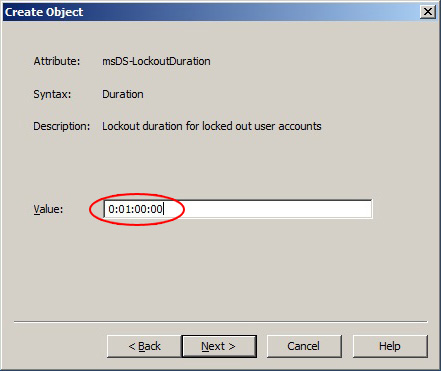 Create Object
Attribute: msDS-LockoutDuration
Syntax: Duration
Description: Lockout duration for locked out user accounts
Value: 0:01:00:00
< Back Next > Cancel Help